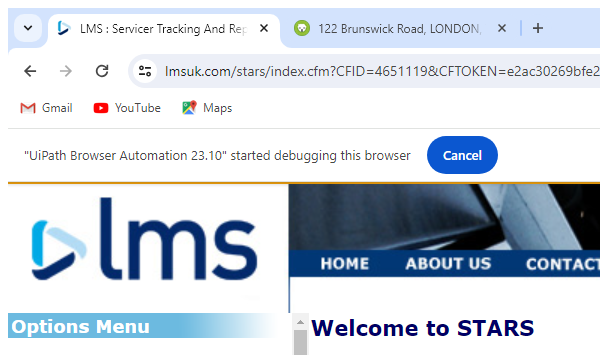 LMS : Servicer Tracking And Rep
122 Brunswick Road, LONDON,
lmsuk.com/stars/index.cfm?CFID=4651119&CFTOKEN=e2ac30269bfe2
Gmail YouTube Maps
"UiPath Browser Automation 23.10" started debugging this browser Cancel
lms
HOME ABOUT US CONTACT
Options Menu
Welcome to STARS